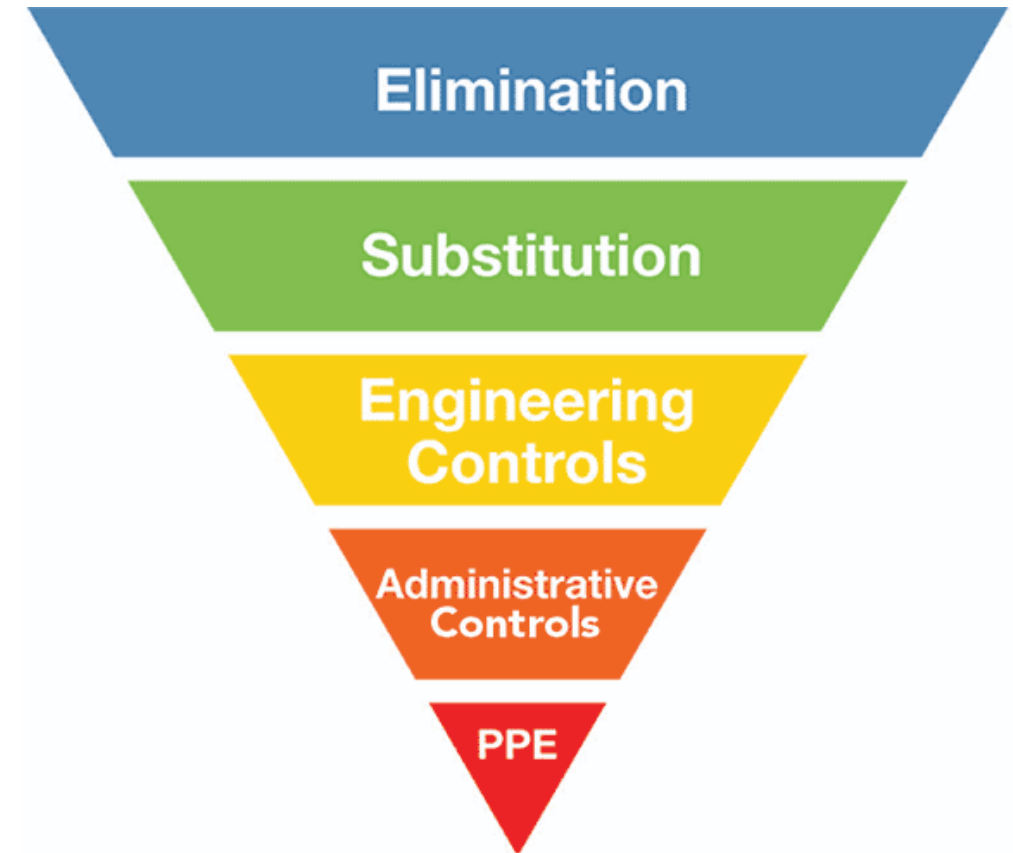 Elimination
Substitution
Engineering
Controls
Administrative
Controls
PPE